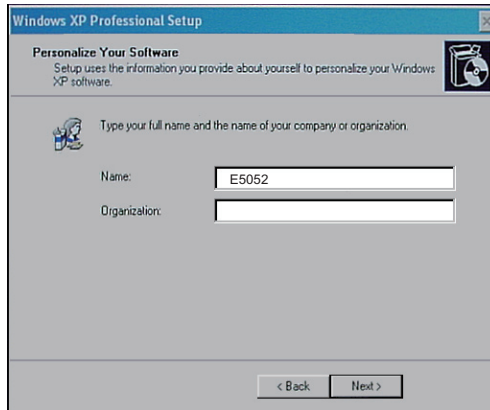 Windows XP Professional Setup
Personalize Your Software
Setup uses the information you provide about yourself to personalize your Windows
XP software.
Type your full name and the name of your company or organization.
Name:
E5052
Organization:
< Back
Next >